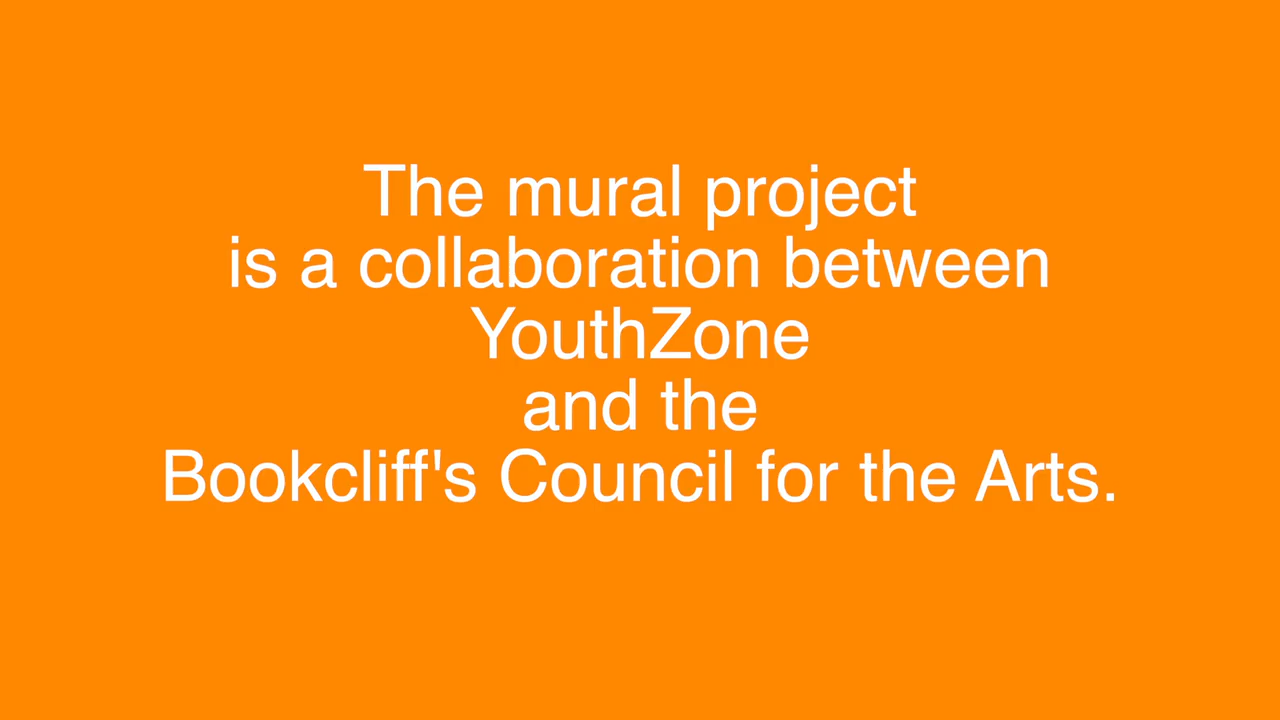 The mural project
is a collaboration between
YouthZone
and the
Bookcliff's Council for the Arts.